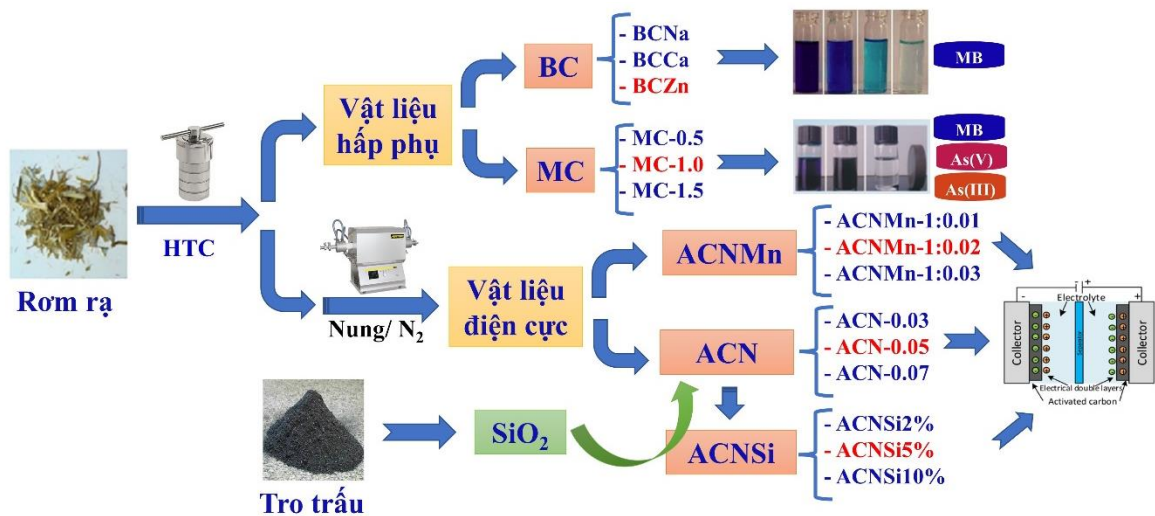 Rơm rạ
HTC
Vật liệu
hấp phụ
BC
- BCNa
- BCCa
- BCZn
MB
MC
- MC-0.5
- MC-1.0
- MC-1.5
MB
As(V)
As(III)
Nung/ N₂
Vật liệu
điện cực
ACNMn
- ACNMn-1:0.01
- ACNMn-1:0.02
- ACNMn-1:0.03
ACN
- ACN-0.03
- ACN-0.05
- ACN-0.07
Tro trấu
SiO₂
ACNSi
- ACNSi2%
- ACNSi5%
- ACNSi10%
- +
- +
Electrolyte
Collector
Separator
Collector
Electrical double layers
Activated carbon